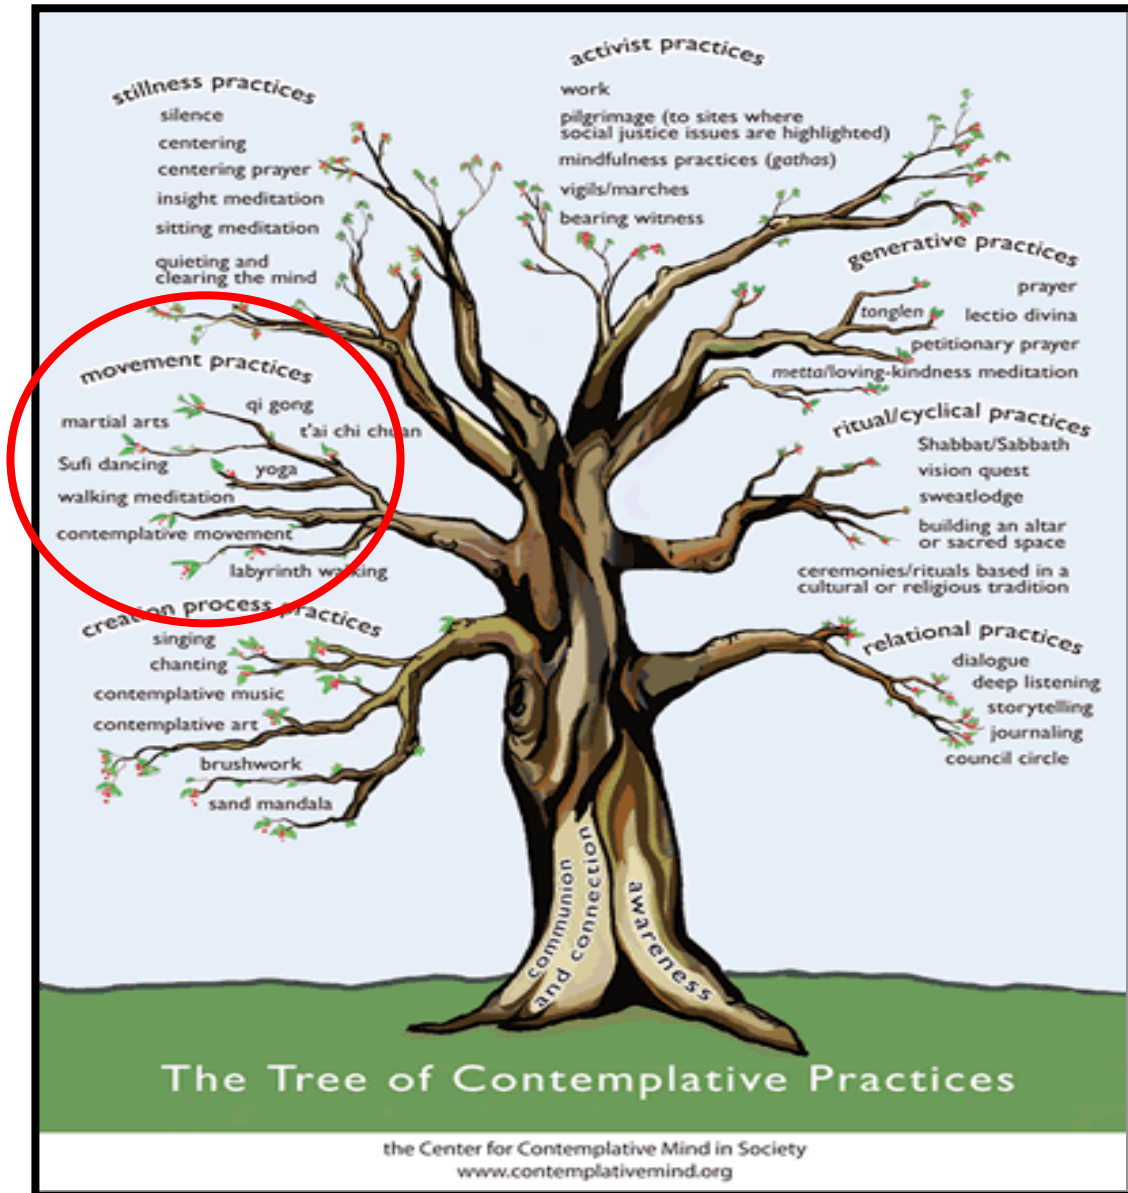 stillness practices
silence
centering
centering prayer
insight meditation
sitting meditation
quieting and
clearing the mind
activist practices
work
pilgrimage (to sites where
social justice issues are highlighted)
mindfulness practices (gathas)
vigils/marches
bearing witness
generative practices
prayer
tonglen
lectio divina
petitionary prayer
metta/loving-kindness meditation
movement practices
qi gong
martial arts
t'ai chi chuan
Sufi dancing
yoga
walking meditation
contemplative movement
labyrinth walking
ritual/cyclical practices
Shabbat/Sabbath
vision quest
sweatlodge
building an altar
or sacred space
ceremonies/rituals based in a
cultural or religious tradition
creation process practices
singing
chanting
contemplative music
contemplative art
brushwork
sand mandala
relational practices
dialogue
deep listening
storytelling
journaling
council circle
communion
and connection
awareness
The Tree of Contemplative Practices
the Center for Contemplative Mind in Society
www.contemplativemind.org